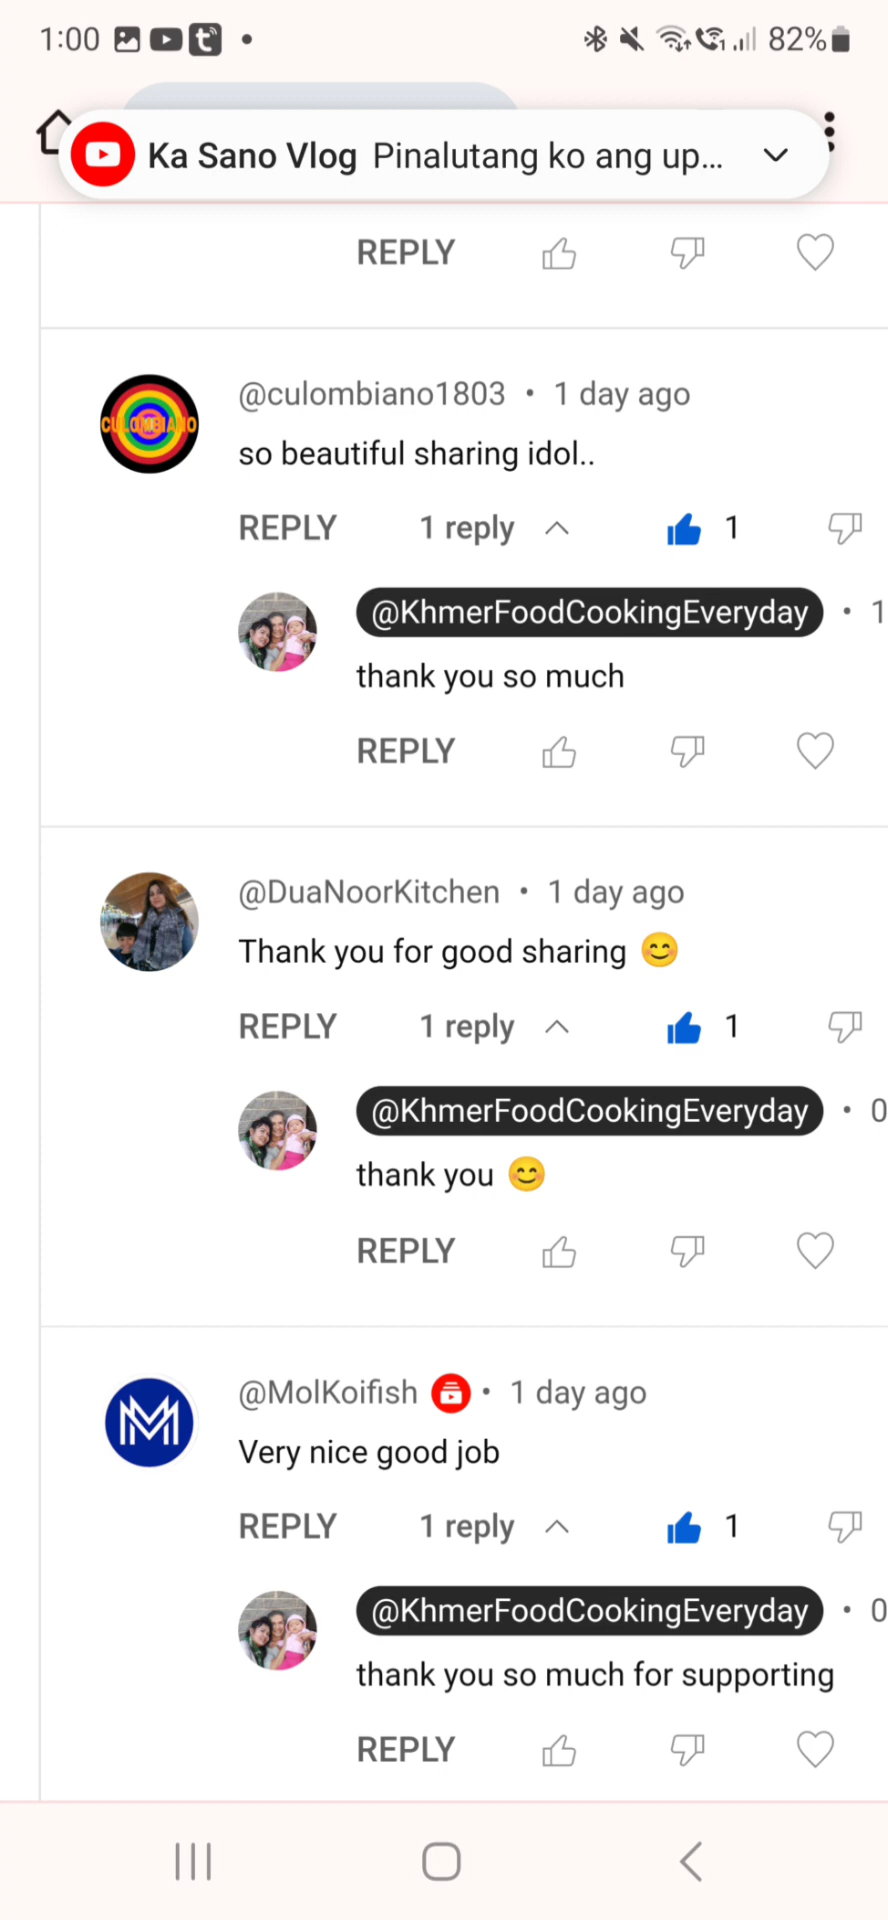 1:00
82%
Ka Sano Vlog Pinalutang ko ang up...
REPLY
@culombiano1803 • 1 day ago
CULOMBIANO
so beautiful sharing idol..
REPLY 1 reply 1
@KhmerFoodCookingEveryday • 1
thank you so much
REPLY
@DuaNoorKitchen • 1 day ago
Thank you for good sharing 😊
REPLY 1 reply 1
@KhmerFoodCookingEveryday • 0
thank you 😊
REPLY
@MolKoifish • 1 day ago
Very nice good job
REPLY 1 reply 1
@KhmerFoodCookingEveryday • 0
thank you so much for supporting
REPLY